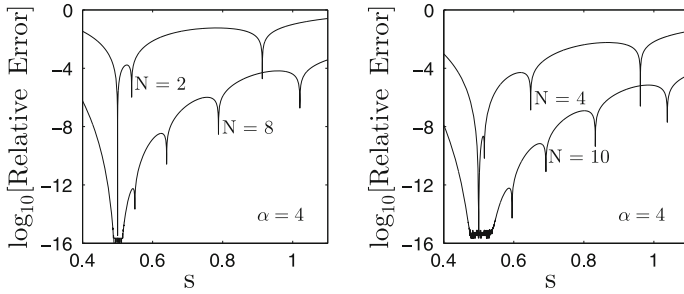 log₁₀[Relative Error]
0
−4
−8
−12
−16
N = 2
N = 8
α = 4
0.4 0.6 0.8 1
s
log₁₀[Relative Error]
0
−4
−8
−12
−16
N = 4
N = 10
α = 4
0.4 0.6 0.8 1
s